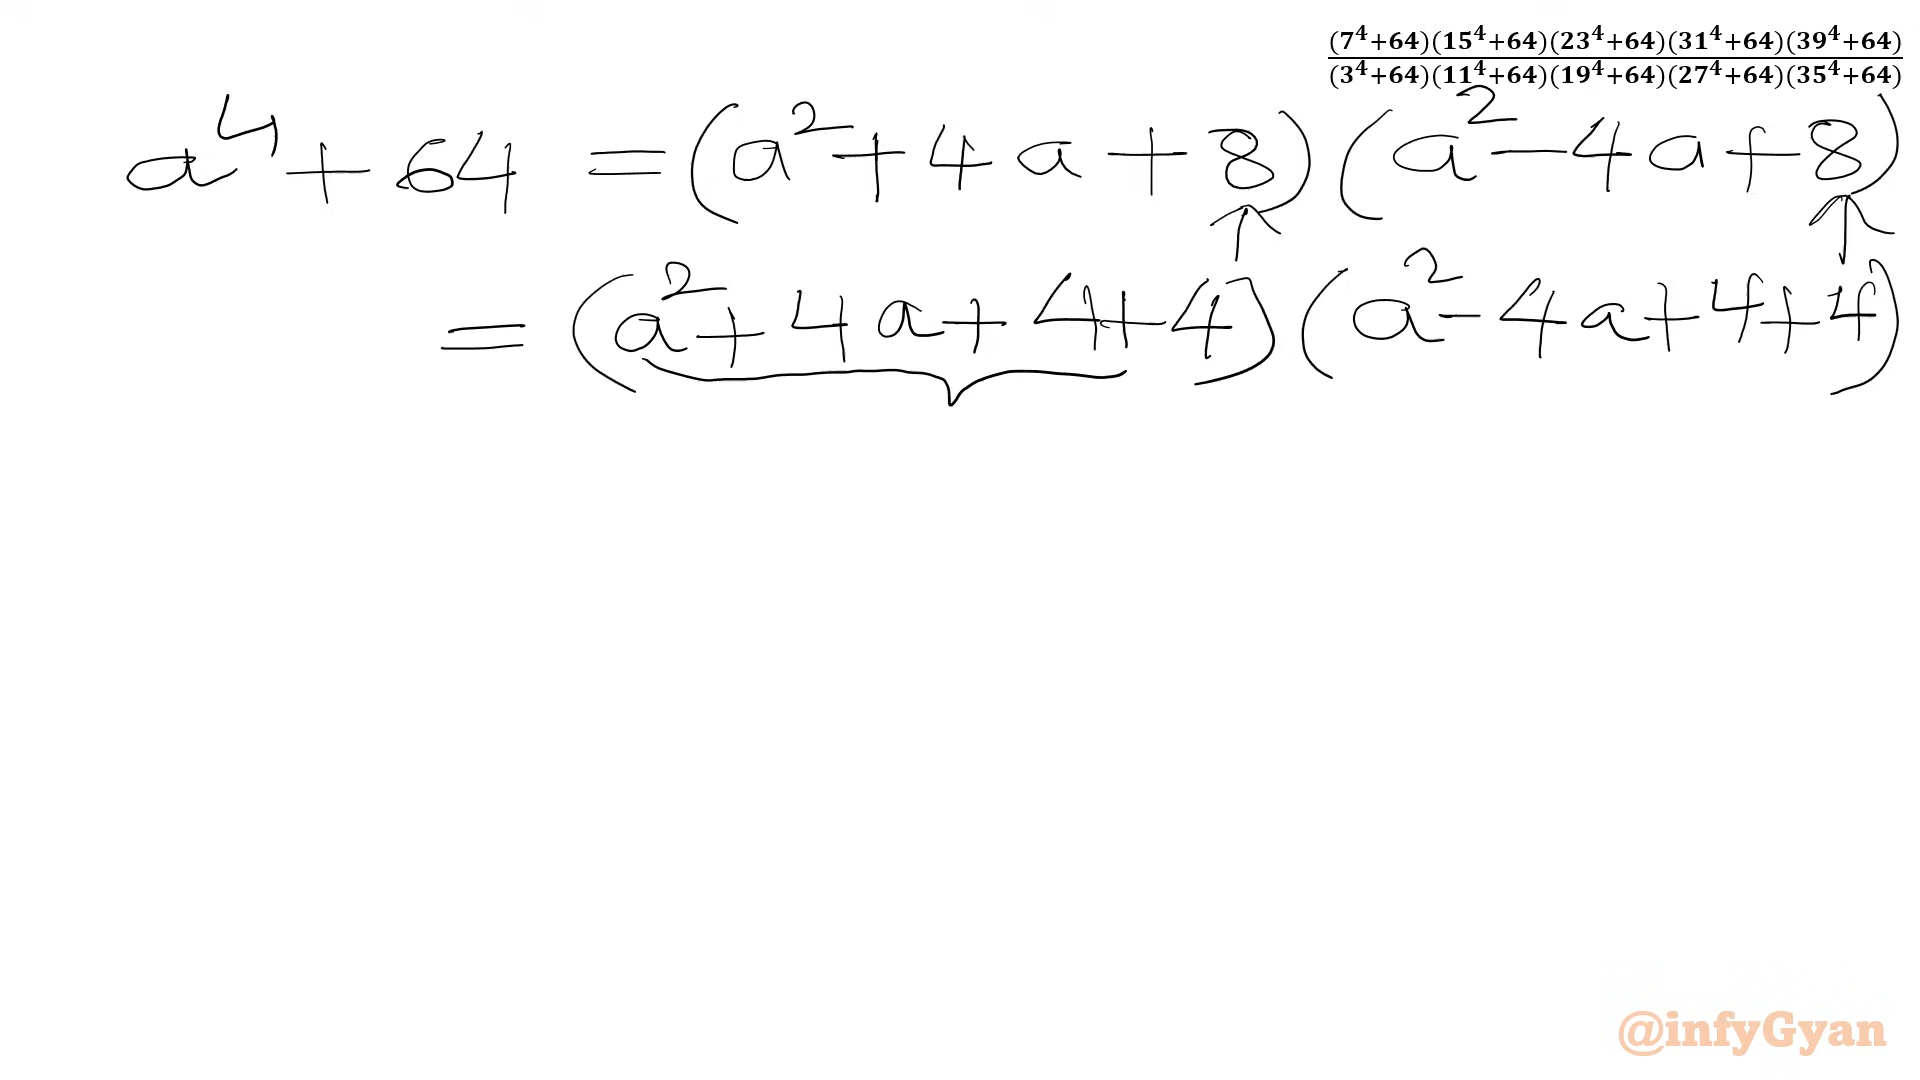 (7⁴+64)(15⁴+64)(23⁴+64)(31⁴+64)(39⁴+64)
(3⁴+64)(11⁴+64)(19⁴+64)(27⁴+64)(35⁴+64)
a⁴ + 64 = (a² + 4a + 8) (a² - 4a + 8)
= (a² + 4a + 4 + 4) (a² - 4a + 4 + 4)
@infyGyan